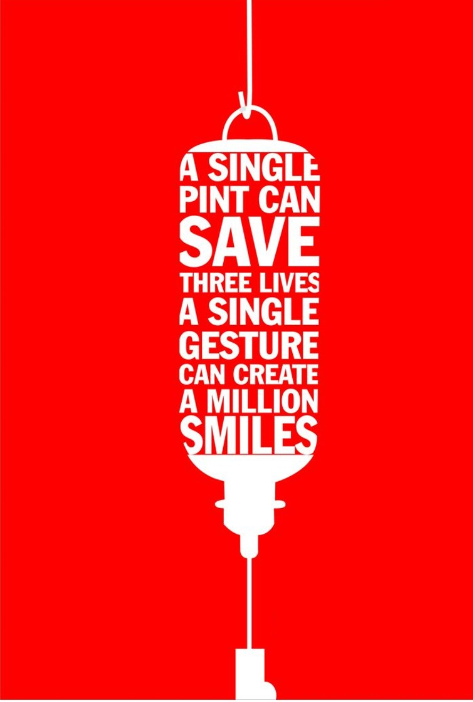 A SINGLE
PINT CAN
SAVE
THREE LIVES
A SINGLE
GESTURE
CAN CREATE
A MILLION
SMILES